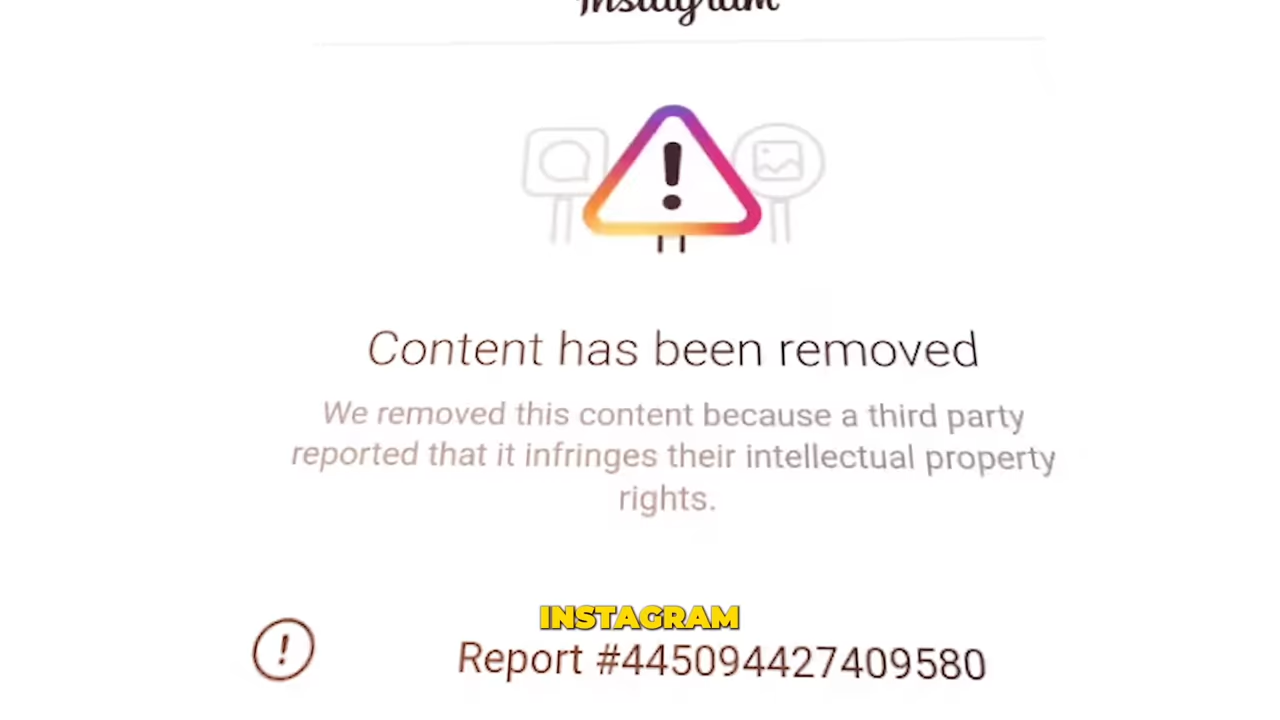 Instagram
Content has been removed
We removed this content because a third party
reported that it infringes their intellectual property
rights.
INSTAGRAM
Report #445094427409580